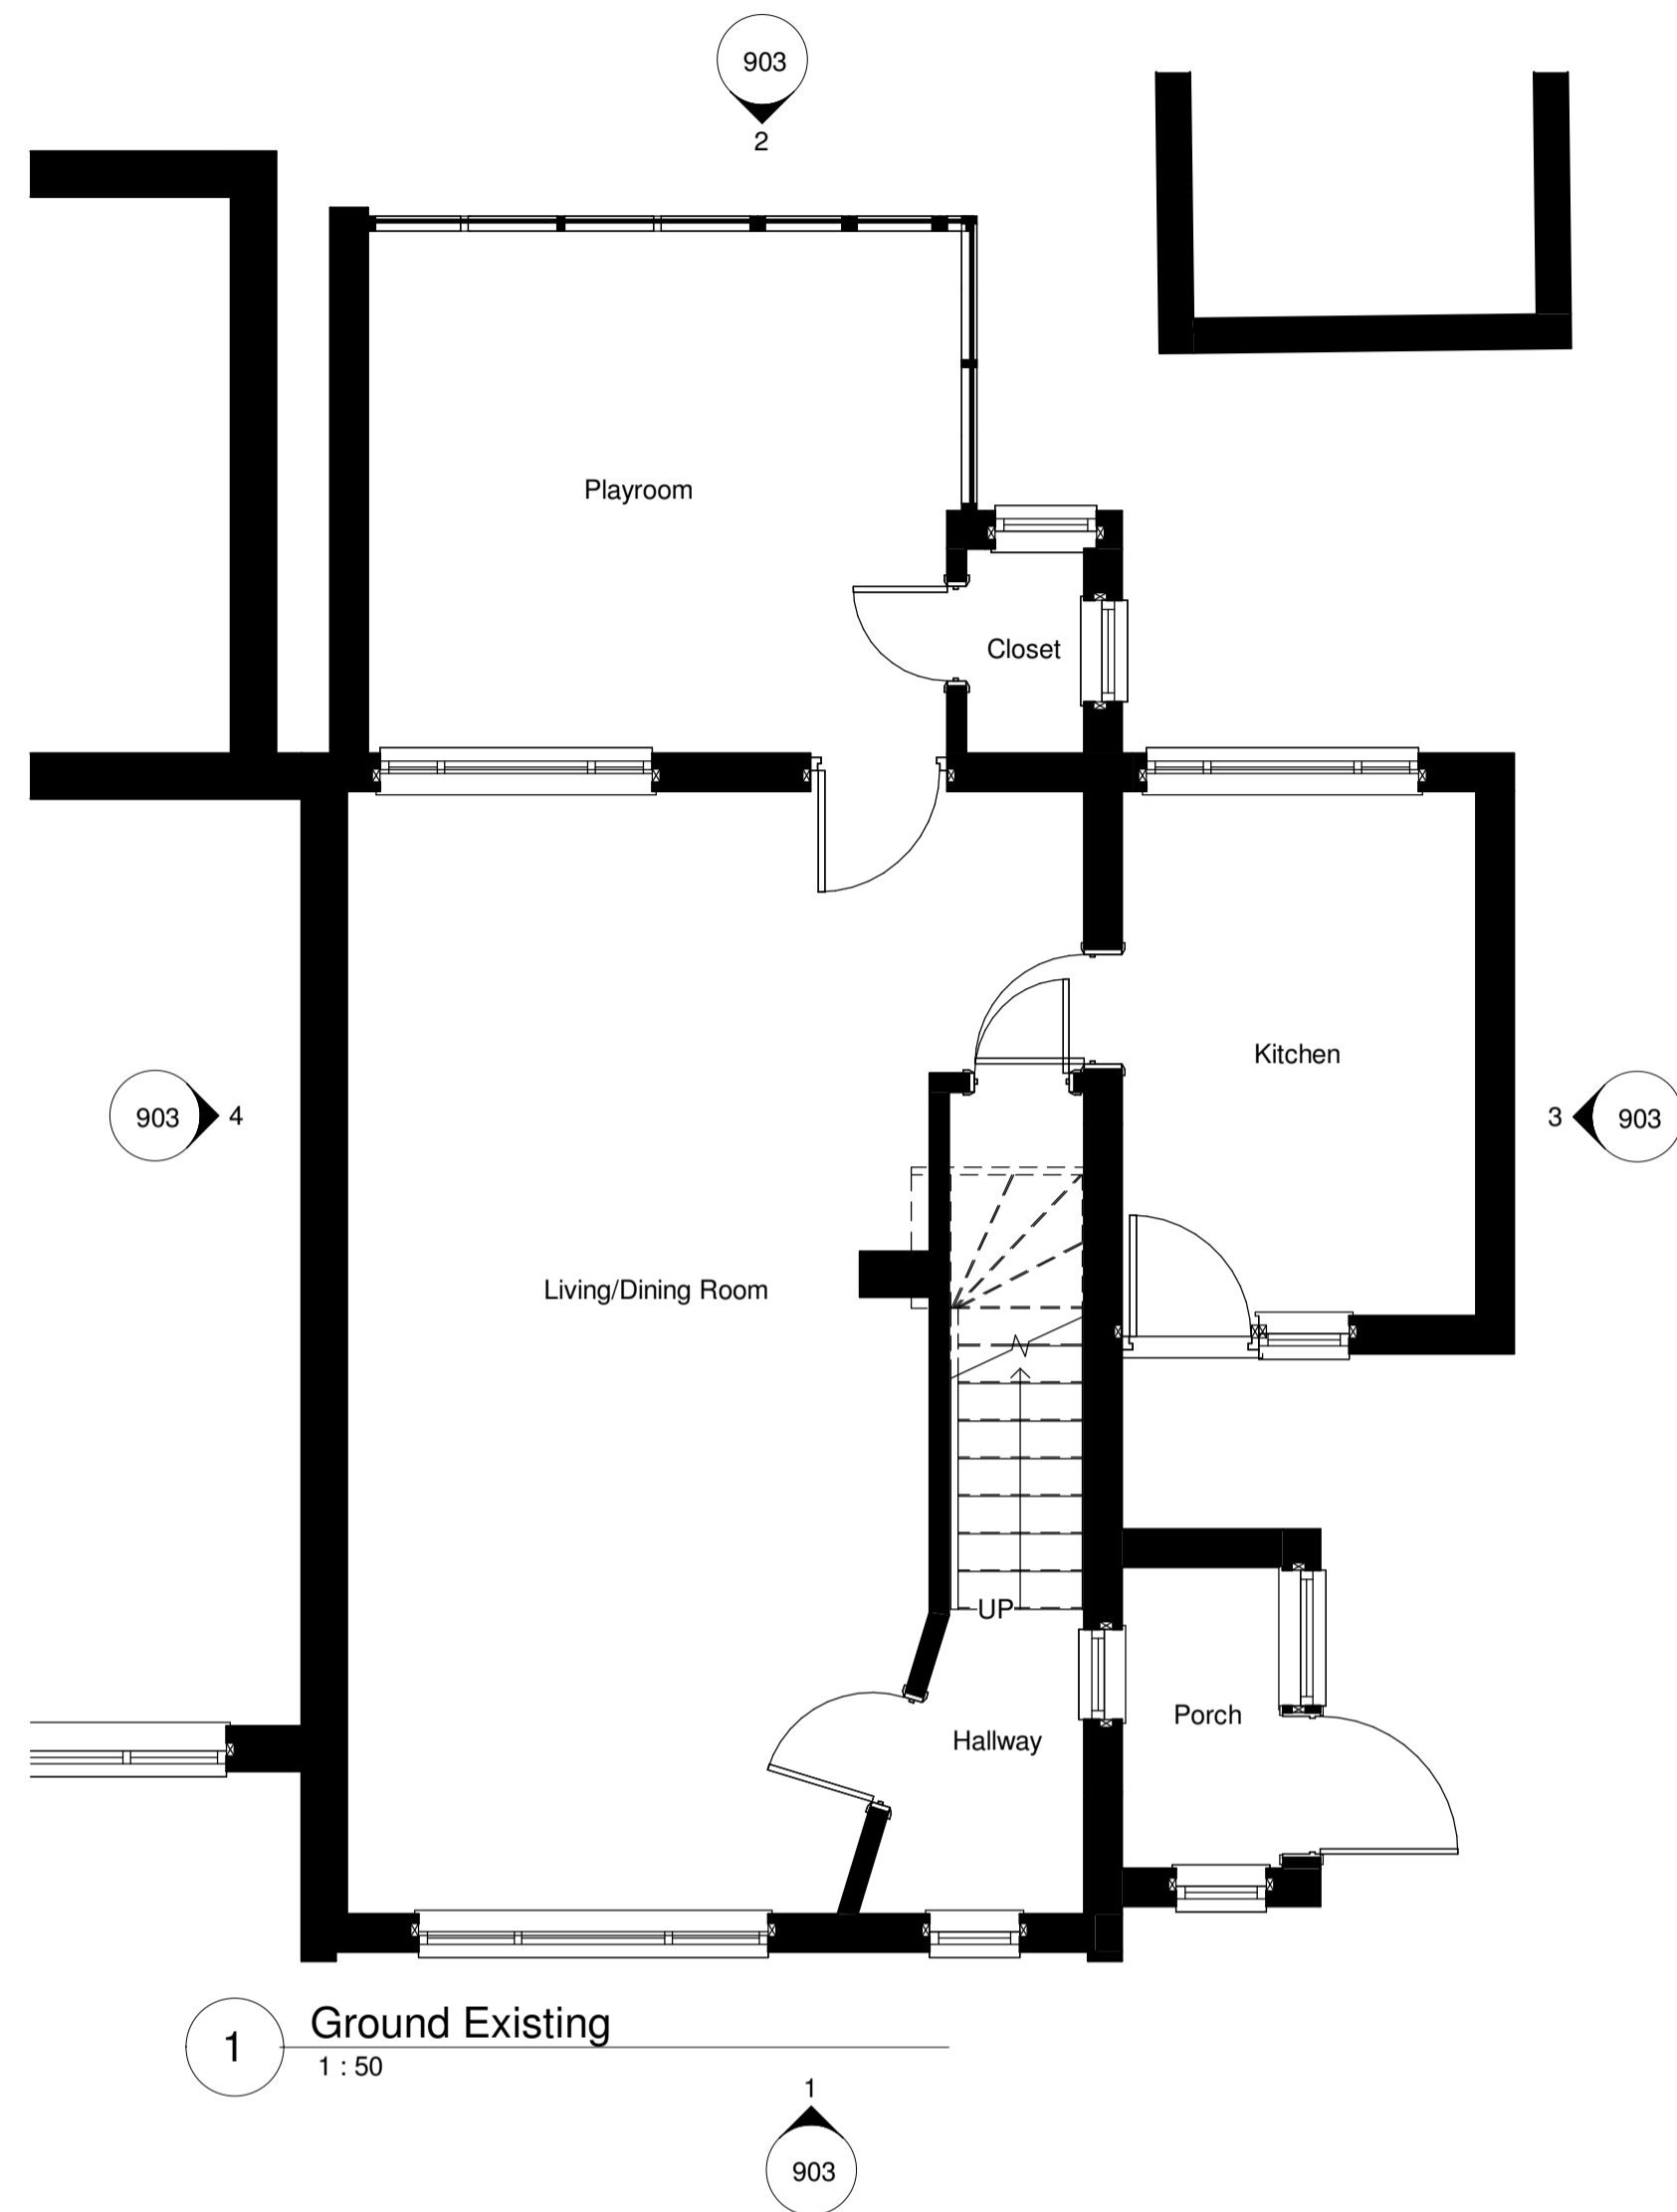 903
2
Playroom
Closet
Kitchen
903
4
3
903
Living/Dining Room
UP
Porch
Hallway
1
Ground Existing
1 : 50
1
903